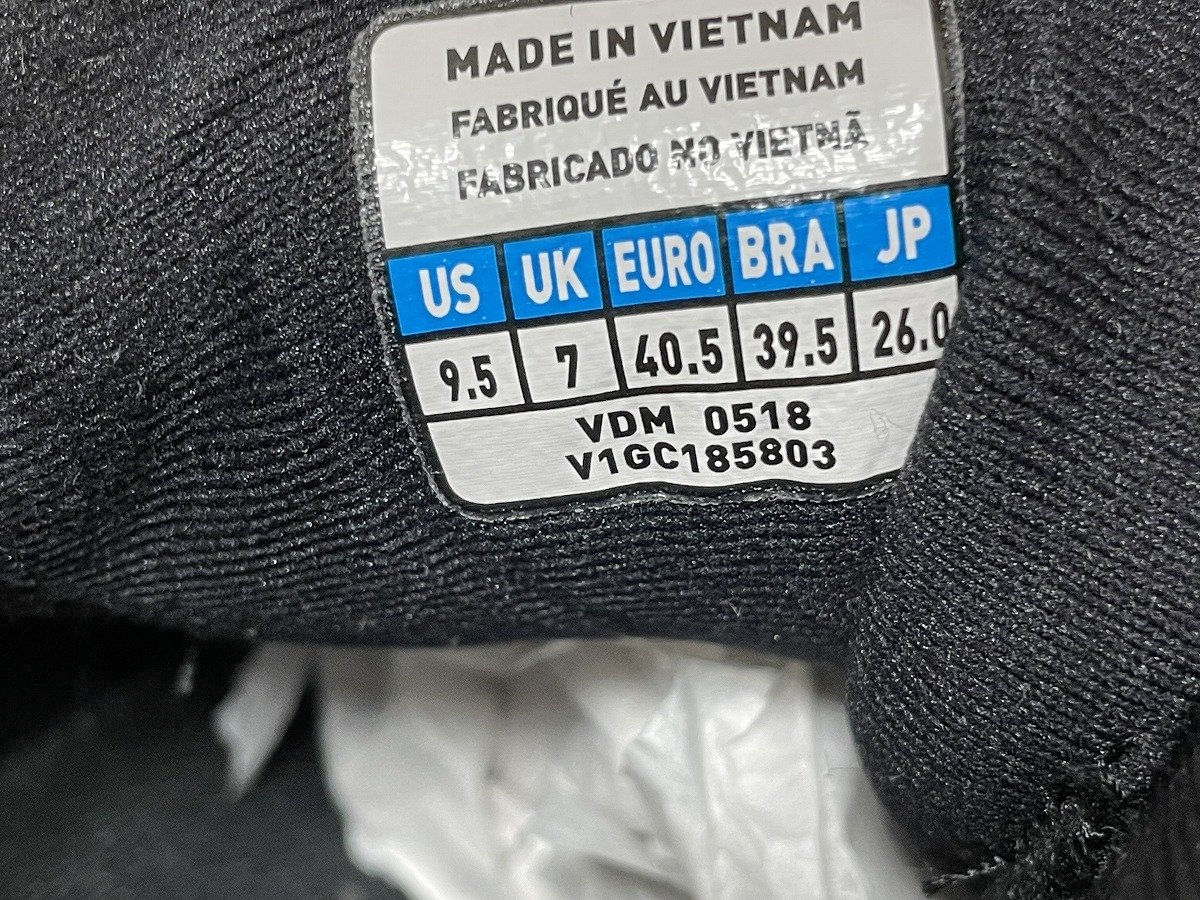 MADE IN VIETNAM
FABRIQUÉ AU VIETNAM
FABRICADO NO VIETNÃ
US UK EURO BRA JP
9.5 7 40.5 39.5 26.0
VDM 0518
V1GC185803